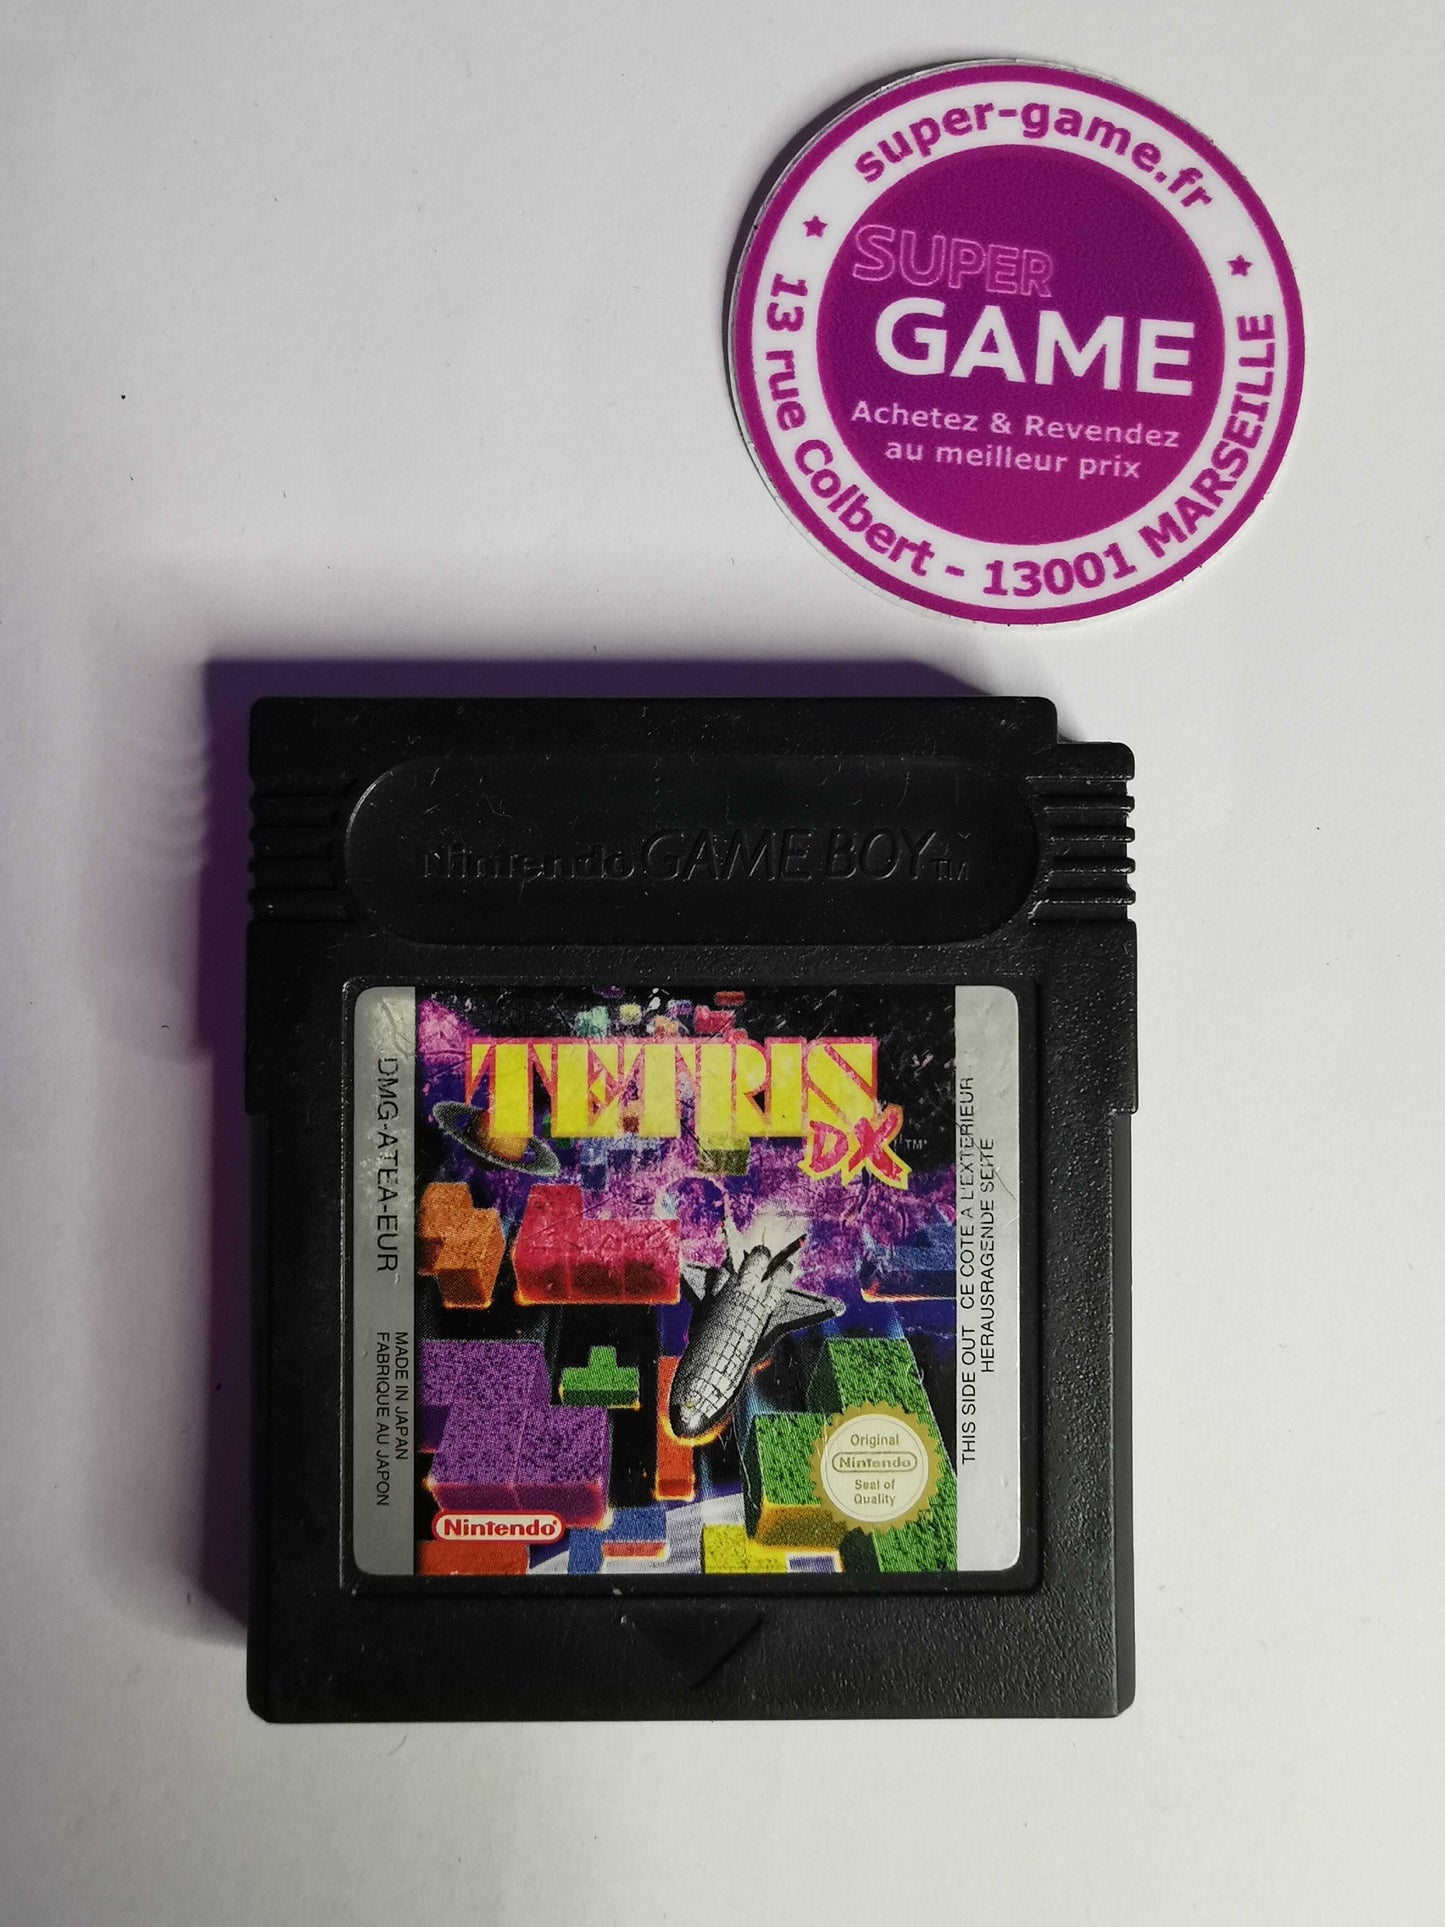 super-game.fr
SUPER
GAME
Achetez & Revendez
au meilleur prix
13 rue Colbert - 13001 MARSEILLE
Nintendo GAME BOY TM
TETRIS
DX TM
DMG-ATEA-EUR
MADE IN JAPAN
FABRIQUE AU JAPON
THIS SIDE OUT CE COTE A L'EXTERIEUR
HERAUSRAGENDE SEITE
Original
Nintendo
Seal of
Quality
Nintendo®